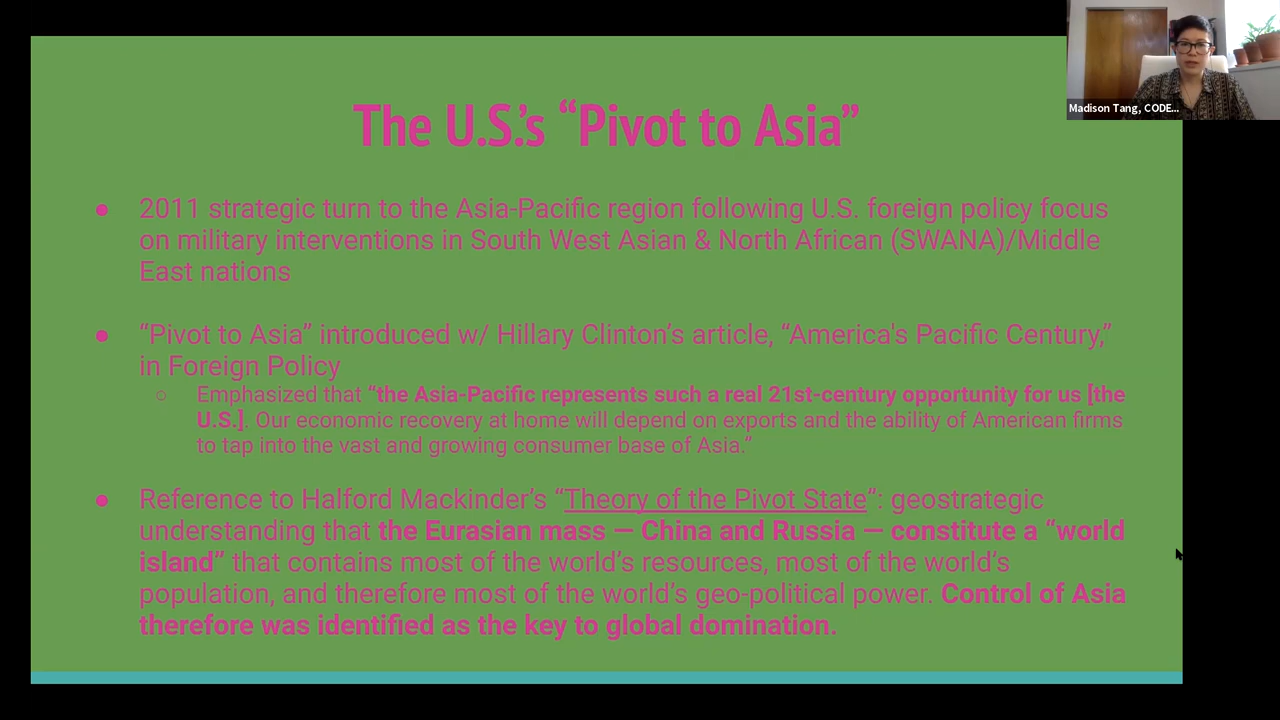 Madison Tang, CODE...
The U.S.'s “Pivot to Asia”
● 2011 strategic turn to the Asia-Pacific region following U.S. foreign policy focus
on military interventions in South West Asian & North African (SWANA)/Middle
East nations
● “Pivot to Asia” introduced w/ Hillary Clinton’s article, “America's Pacific Century,”
in Foreign Policy
○ Emphasized that “the Asia-Pacific represents such a real 21st-century opportunity for us [the
U.S.]. Our economic recovery at home will depend on exports and the ability of American firms
to tap into the vast and growing consumer base of Asia.”
● Reference to Halford Mackinder’s “Theory of the Pivot State”: geostrategic
understanding that the Eurasian mass — China and Russia — constitute a “world
island” that contains most of the world’s resources, most of the world’s
population, and therefore most of the world’s geo-political power. Control of Asia
therefore was identified as the key to global domination.